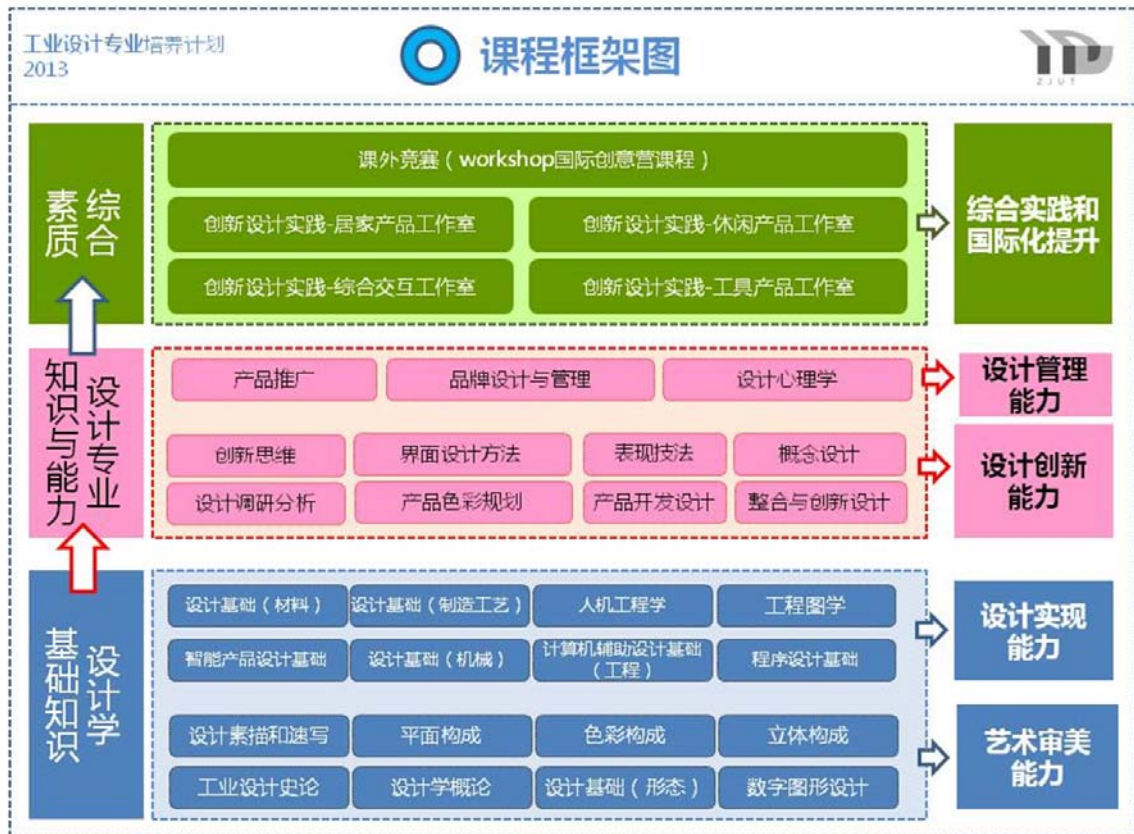 工业设计专业培养计划
2013
课程框架图
ZJUT
综合
素质
课外竞赛（workshop国际创意营课程）
创新设计实践-居家产品工作室
创新设计实践-休闲产品工作室
创新设计实践-综合交互工作室
创新设计实践-工具产品工作室
综合实践和
国际化提升
设计专业
知识与能力
产品推广
品牌设计与管理
设计心理学
设计管理
能力
创新思维
界面设计方法
表现技法
概念设计
设计调研分析
产品色彩规划
产品开发设计
整合与创新设计
设计创新
能力
设计学
基础知识
设计基础（材料）
设计基础（制造工艺）
人机工程学
工程图学
智能产品设计基础
设计基础（机械）
计算机辅助设计基础
（工程）
程序设计基础
设计实现
能力
设计素描和速写
平面构成
色彩构成
立体构成
工业设计史论
设计学概论
设计基础（形态）
数字图形设计
艺术审美
能力